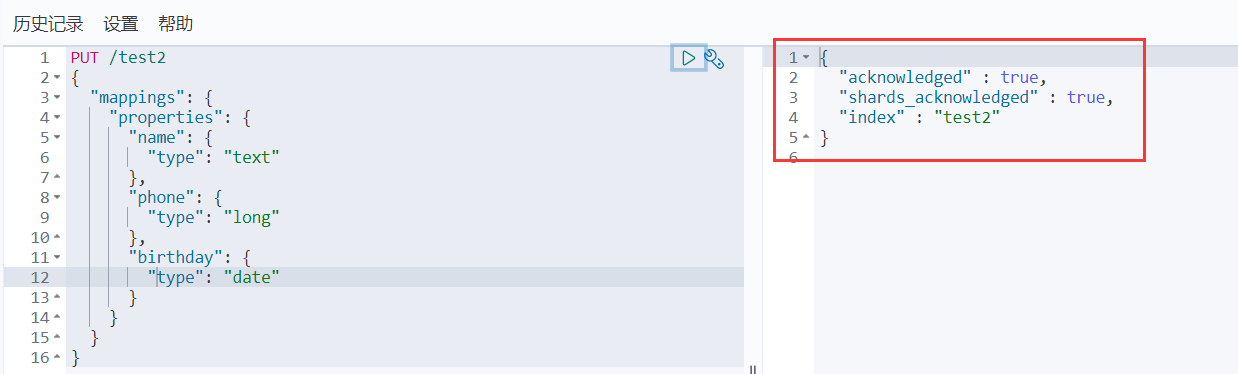 历史记录 设置 帮助
1 PUT /test2
2 {
3 "mappings": {
4 "properties": {
5 "name": {
6 "type": "text"
7 },
8 "phone": {
9 "type": "long"
10 },
11 "birthday": {
12 "type": "date"
13 }
14 }
15 }
16 }
1 {
2 "acknowledged" : true,
3 "shards_acknowledged" : true,
4 "index" : "test2"
5 }
6